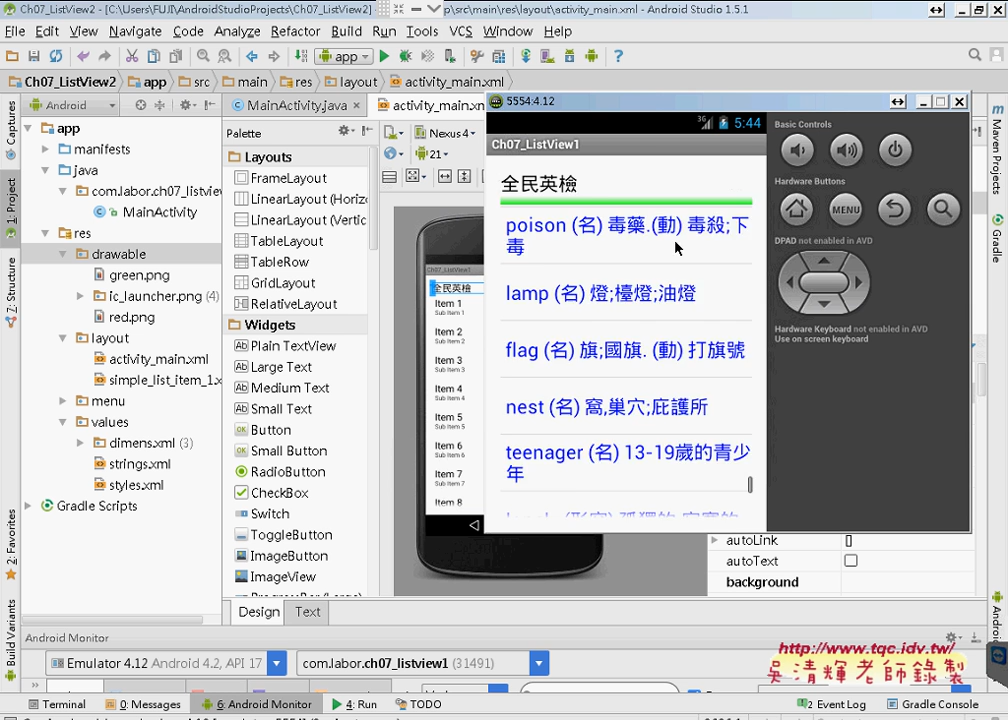 Ch07_ListView2 - [C:\Users\FUJI\AndroidStudioProjects\Ch07_ListView2]
p\src\main\res\layout\activity_main.xml - Android Studio 1.5.1
File Edit View Navigate Code Analyze Refactor Build Run Tools VCS Window Help
app
Ch07_ListView2 app src main res layout activity_main.xml
Android
MainActivity.java
activity_main.xm
Captures
1: Project
7: Structure
2: Favorites
Build Variants
app
manifests
java
com.labor.ch07_listview
MainActivity
res
drawable
green.png
ic_launcher.png (4)
red.png
layout
activity_main.xml
simple_list_item_1.x
menu
values
dimens.xml (3)
strings.xml
styles.xml
Gradle Scripts
Palette
Layouts
FrameLayout
LinearLayout (Horizo
LinearLayout (Vertic
TableLayout
TableRow
GridLayout
RelativeLayout
Widgets
Plain TextView
Large Text
Medium Text
Small Text
Button
Small Button
RadioButton
CheckBox
Switch
ToggleButton
ImageButton
ImageView
Nexus 4
21
Ch07_ListView1
全民英檢
Item 1
Sub Item 1
Item 2
Sub Item 2
Item 3
Sub Item 3
Item 4
Sub Item 4
Item 5
Sub Item 5
Item 6
Sub Item 6
Item 7
Sub Item 7
Item 8
Design Text
5554:4.12
3G 5:44
Ch07_ListView1
全民英檢
poison (名) 毒藥.(動) 毒殺;下
毒
lamp (名) 燈;檯燈;油燈
flag (名) 旗;國旗. (動) 打旗號
nest (名) 窩,巢穴;庇護所
teenager (名) 13-19歲的青少
年
Basic Controls
Hardware Buttons
MENU
DPAD not enabled in AVD
Hardware Keyboard not enabled in AVD
Use on screen keyboard
autoLink []
autoText
background
Maven Projects
Gradle
Android Monitor
Emulator 4.12 Android 4.2, API 17
com.labor.ch07_listview1 (31491)
http://www.tqc.idv.tw/
吳清輝老師錄製
Terminal 0: Messages 6: Android Monitor 4: Run TODO
2 Event Log Gradle Console